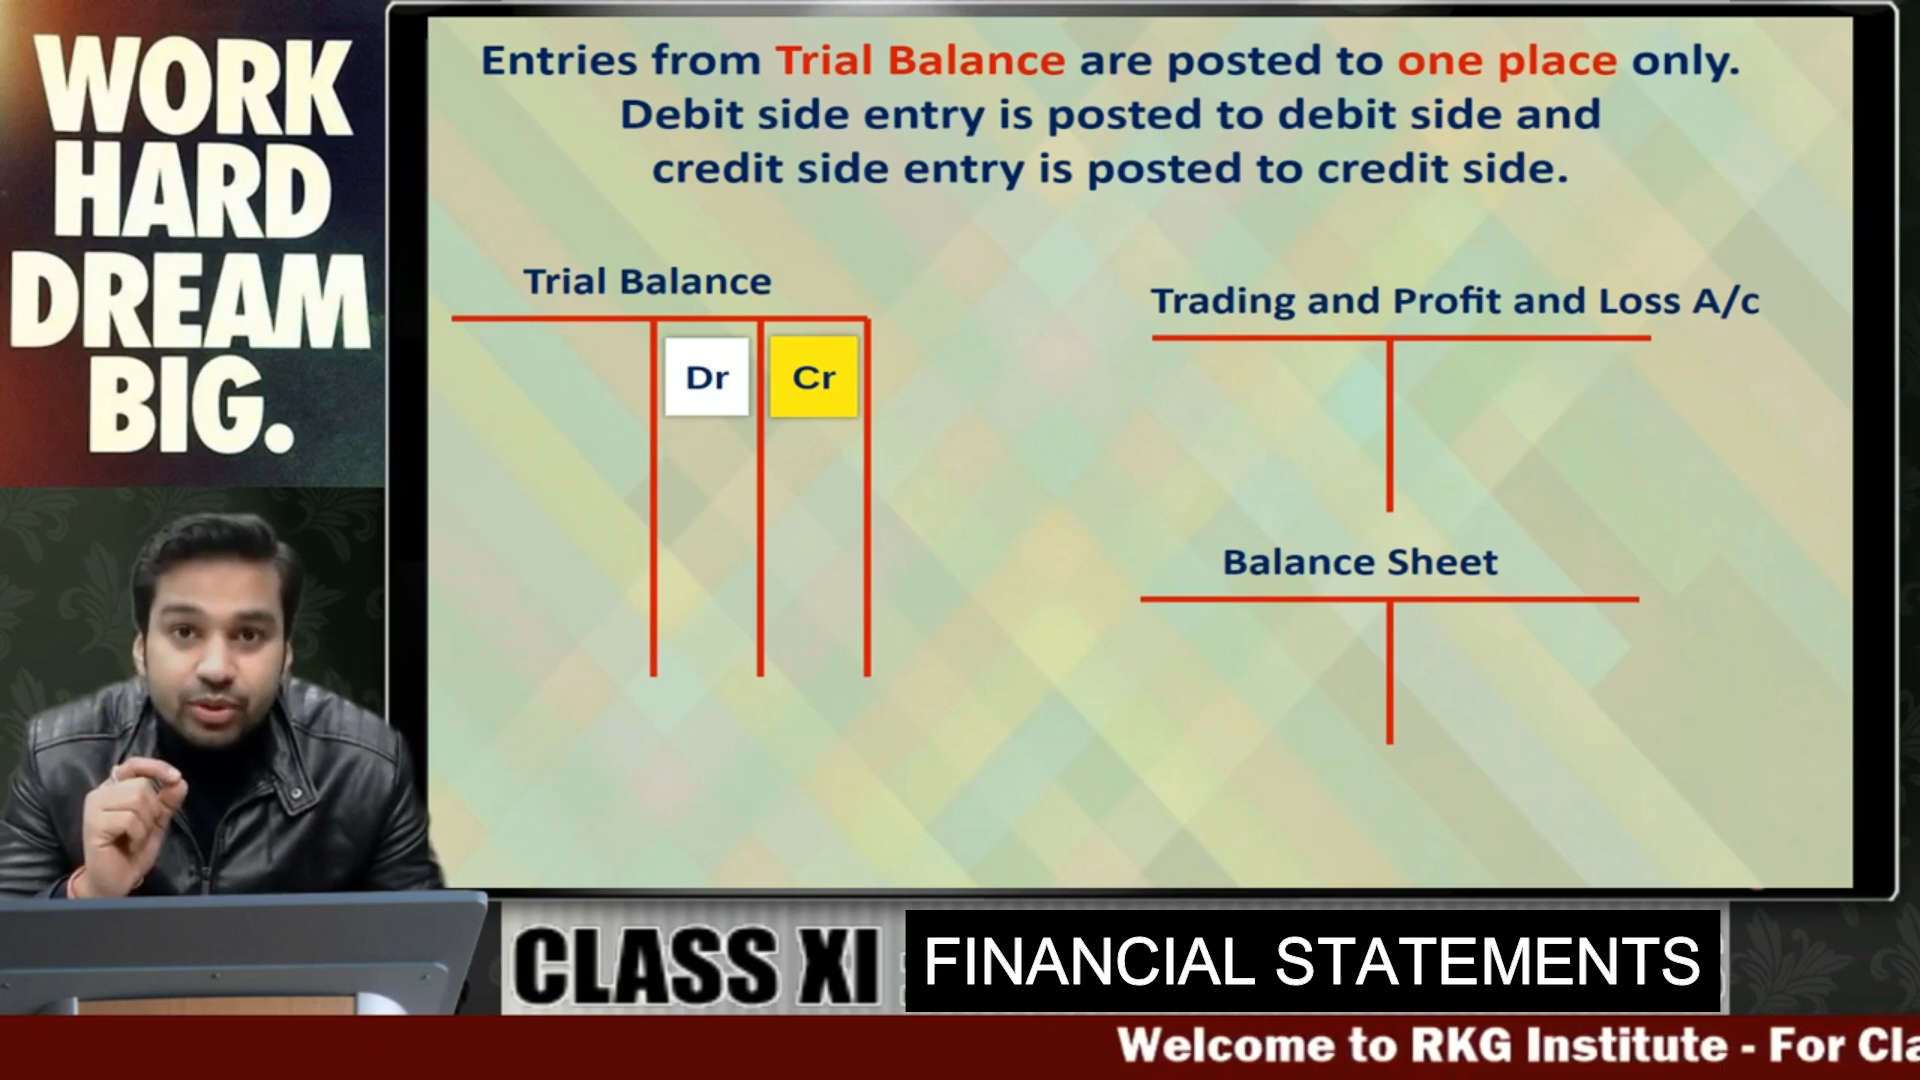 WORK
HARD
DREAM
BIG.
Entries from Trial Balance are posted to one place only.
Debit side entry is posted to debit side and
credit side entry is posted to credit side.
Trial Balance
Dr Cr
Trading and Profit and Loss A/c
Balance Sheet
CLASS XI
FINANCIAL STATEMENTS
Welcome to RKG Institute - For Cla